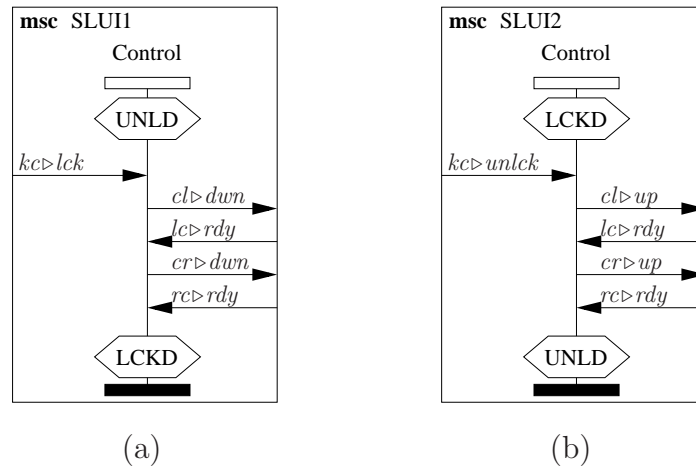 msc SLUI1
Control
UNLD
kc▷lck
cl▷dwn
lc▷rdy
cr▷dwn
rc▷rdy
LCKD
(a)
msc SLUI2
Control
LCKD
kc▷unlck
cl▷up
lc▷rdy
cr▷up
rc▷rdy
UNLD
(b)